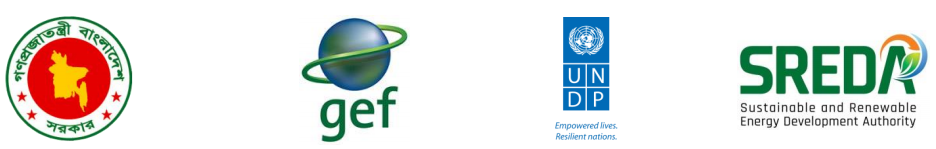 গণপ্রজাতন্ত্রী বাংলাদেশ
সরকার
gef
U N
D P
Empowered lives.
Resilient nations.
SREDA
Sustainable and Renewable
Energy Development Authority